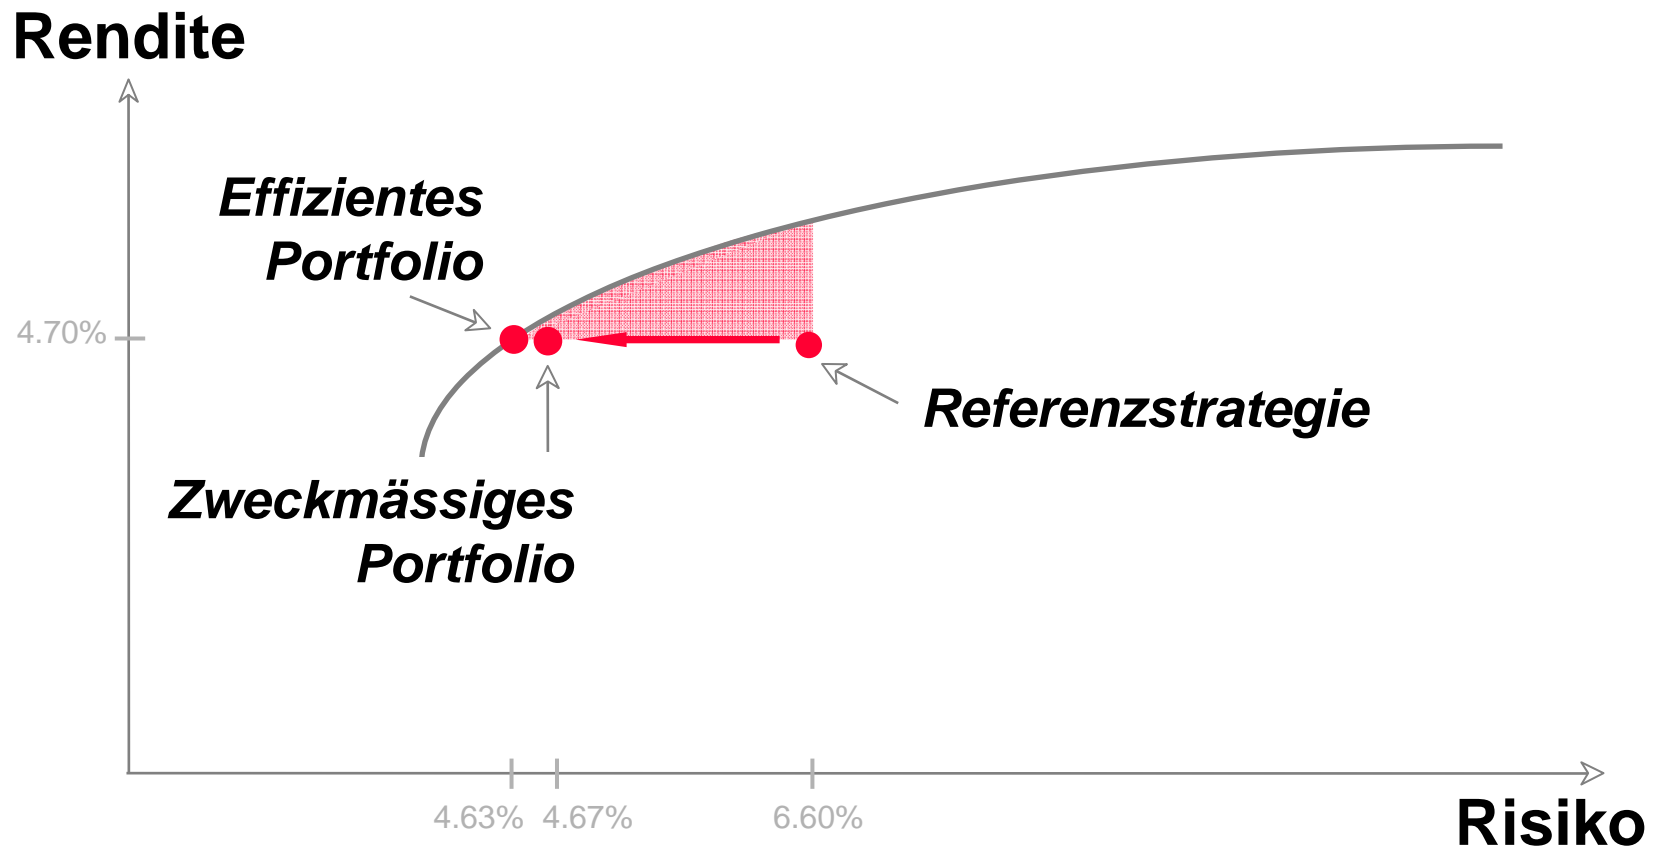 Rendite
Effizientes
Portfolio
4.70%
Referenzstrategie
Zweckmässiges
Portfolio
4.63% 4.67% 6.60%
Risiko